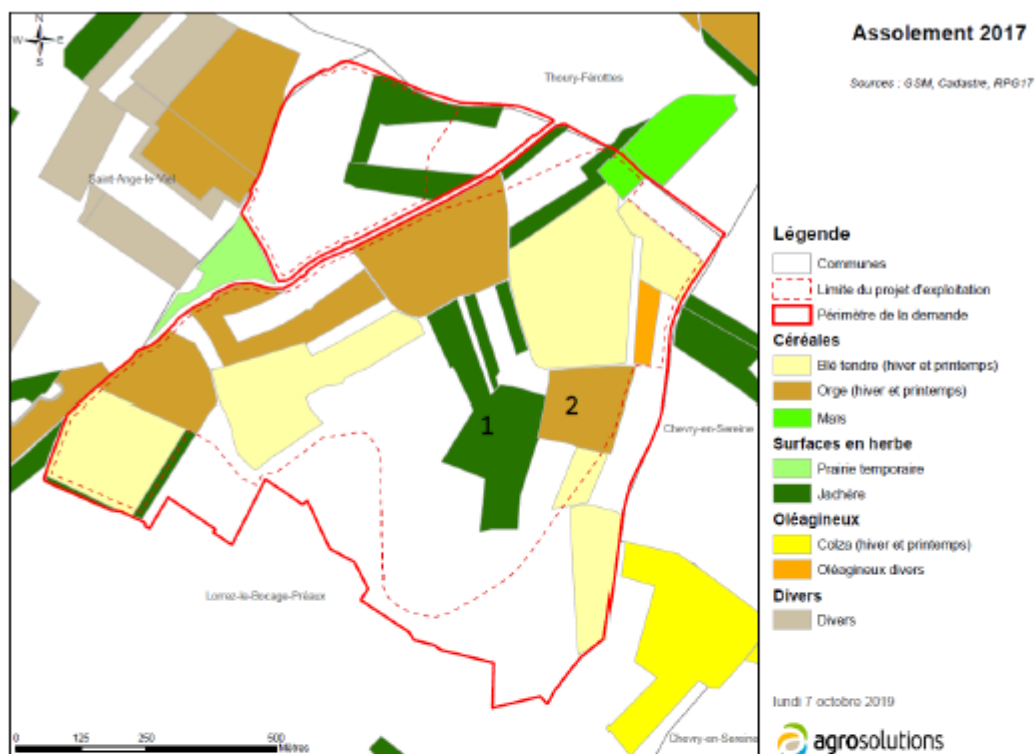 Assolement 2017
Sources : GSM, Cadastre, RPG17
N
W E
S
Thoury-Férottes
Saint-Ange-le-Viel
1
2
Chevry-en-Sereine
Lorrez-le-Bocage-Préaux
Chevry-en-Sereine
0 125 250 500
Mètres
Légende
Communes
Limite du projet d'exploitation
Périmètre de la demande
Céréales
Blé tendre (hiver et printemps)
Orge (hiver et printemps)
Maïs
Surfaces en herbe
Prairie temporaire
Jachère
Oléagineux
Colza (hiver et printemps)
Oléagineux divers
Divers
Divers
lundi 7 octobre 2019
agrosolutions